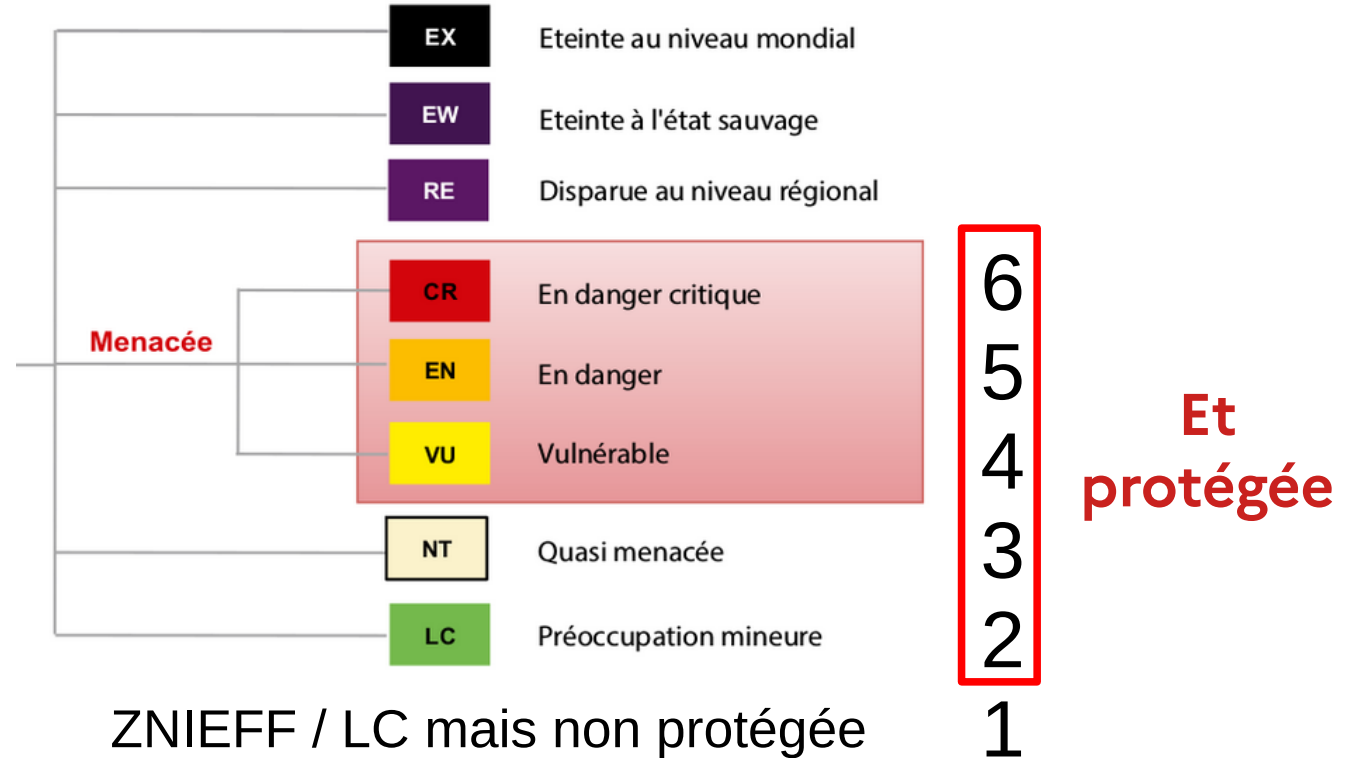 EX Eteinte au niveau mondial
EW Eteinte à l'état sauvage
RE Disparue au niveau régional
CR En danger critique 6
Menacée
EN En danger 5
VU Vulnérable 4
Et
protégée
NT Quasi menacée 3
LC Préoccupation mineure 2
ZNIEFF / LC mais non protégée 1